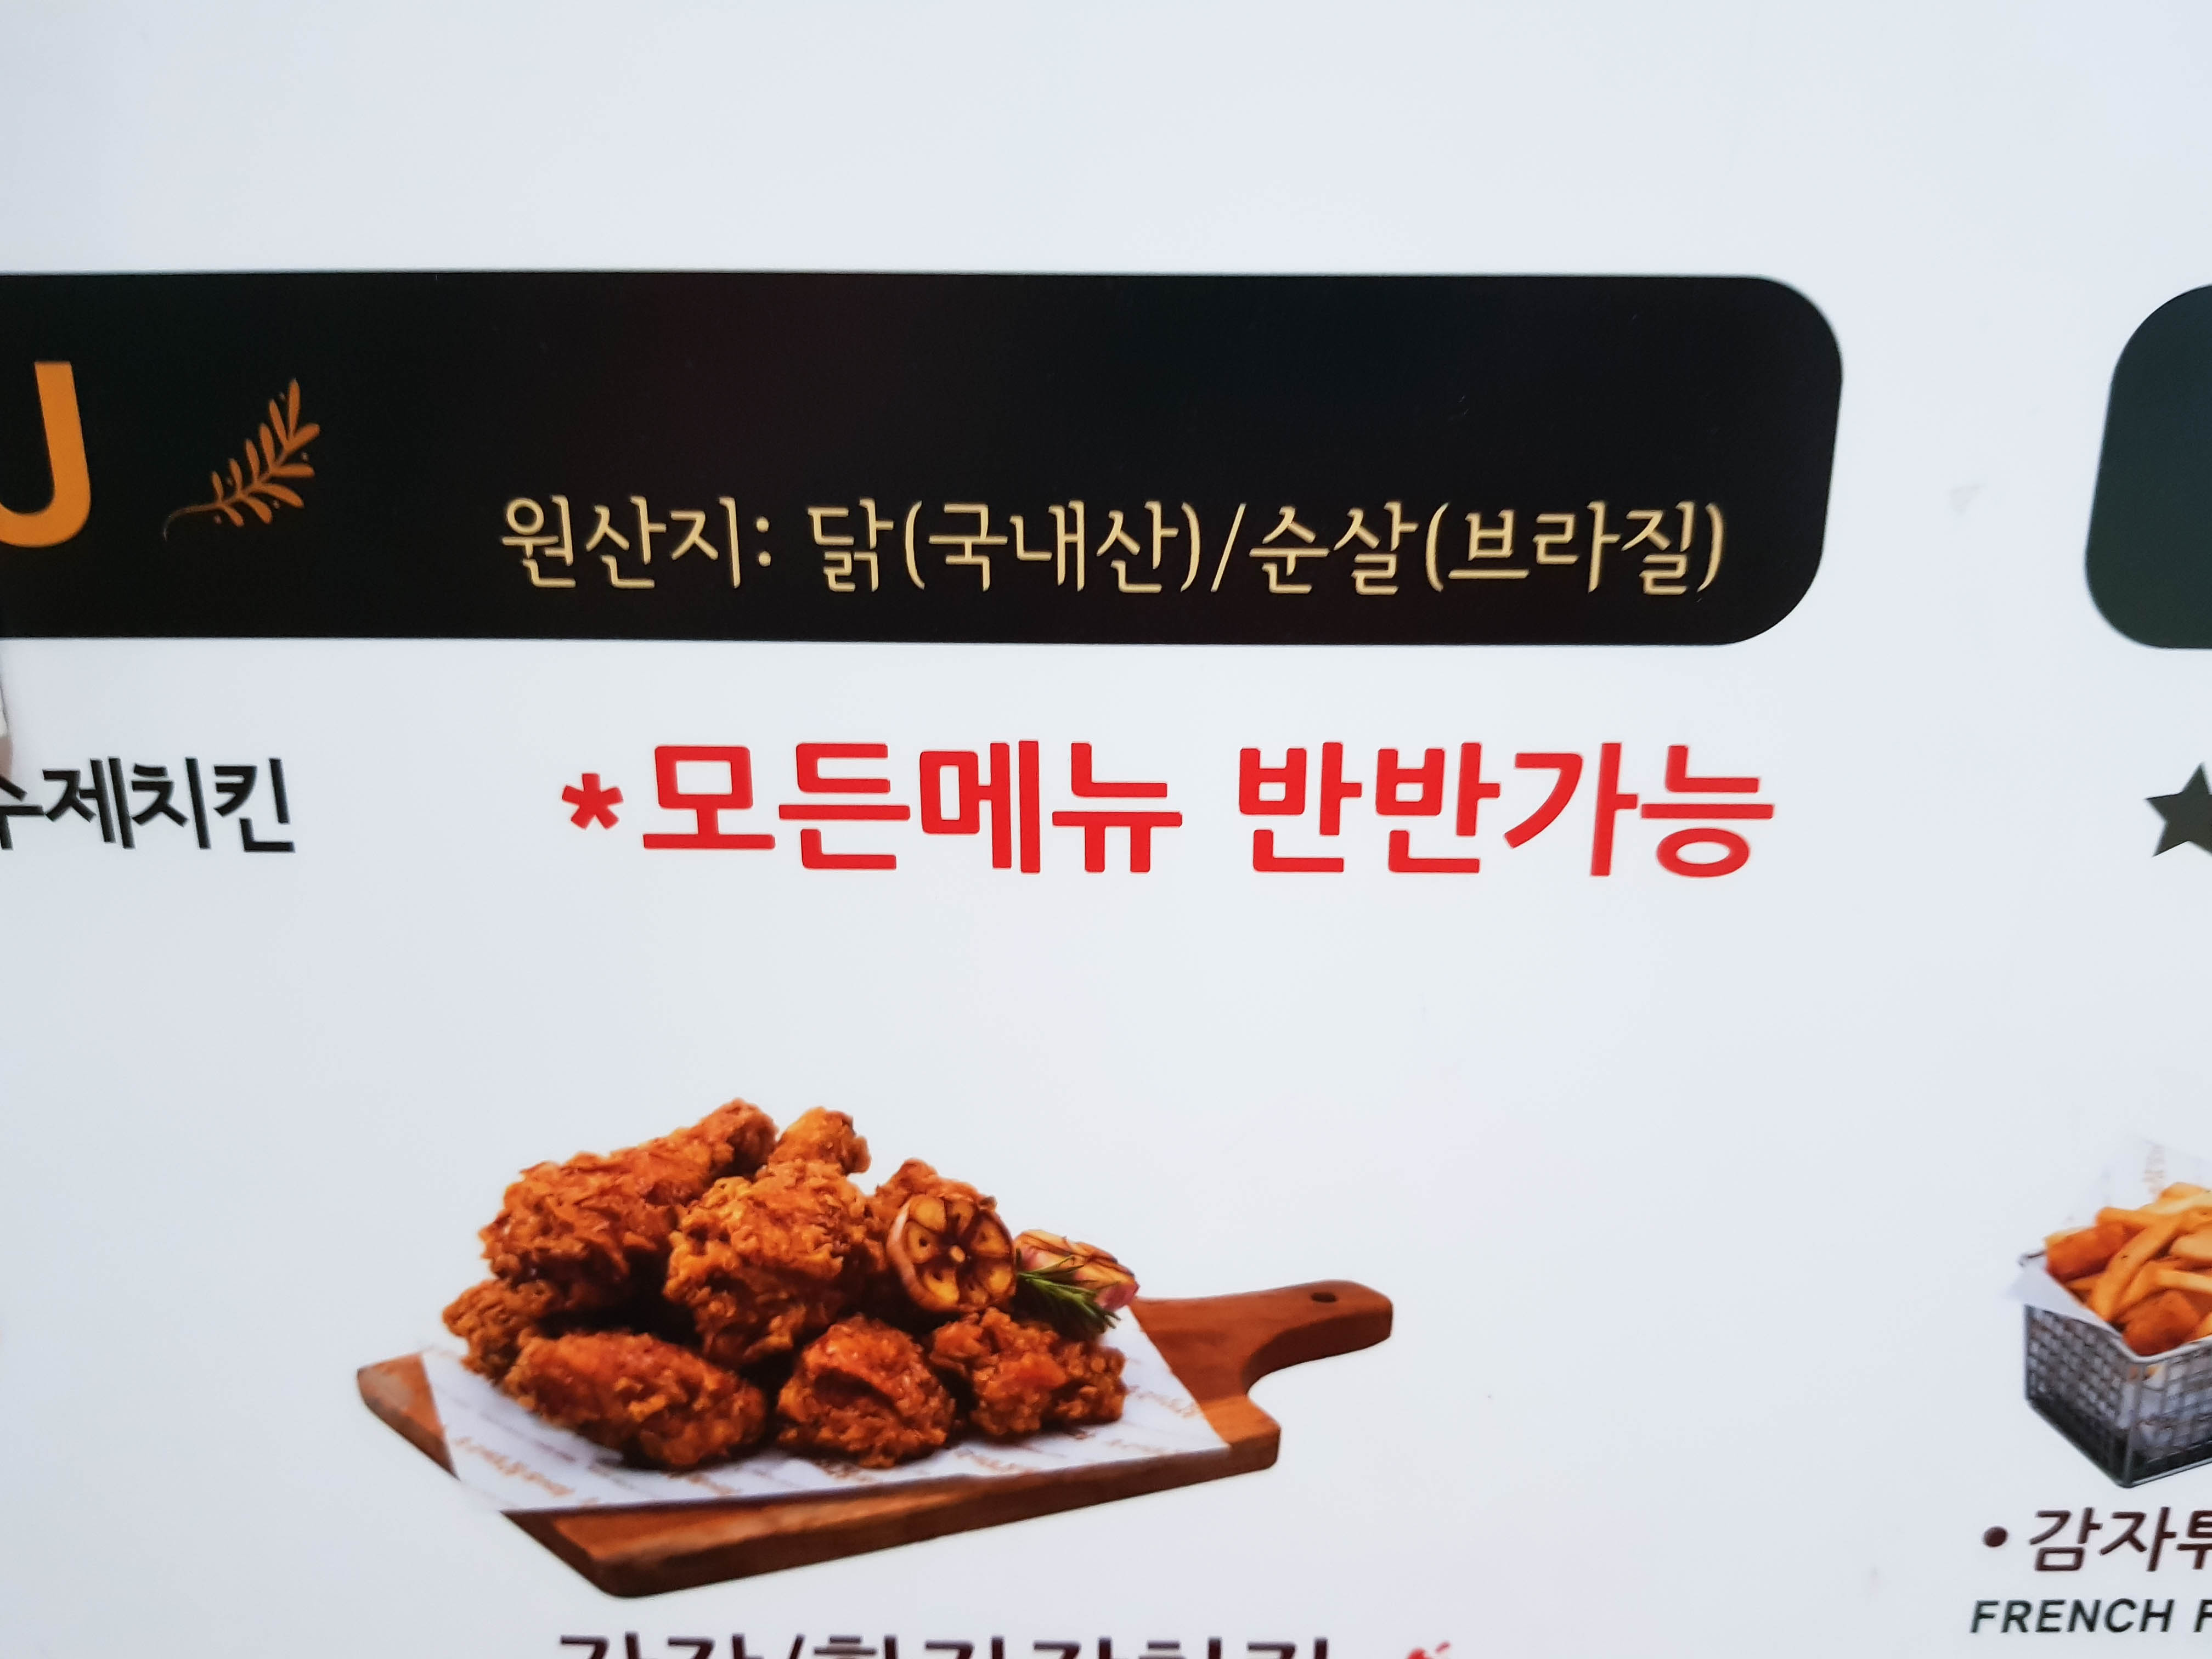 U
원산지: 닭(국내산)/순살(브라질)
수제치킨
*모든메뉴 반반가능
• 감자튀
FRENCH F